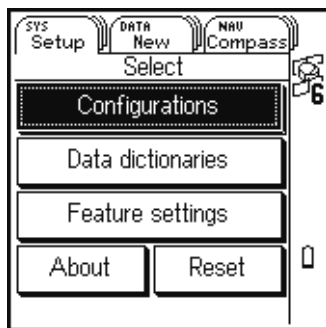 SYS DATA NAV
Setup New Compass
Select
Configurations
6
Data dictionaries
Feature settings
About Reset